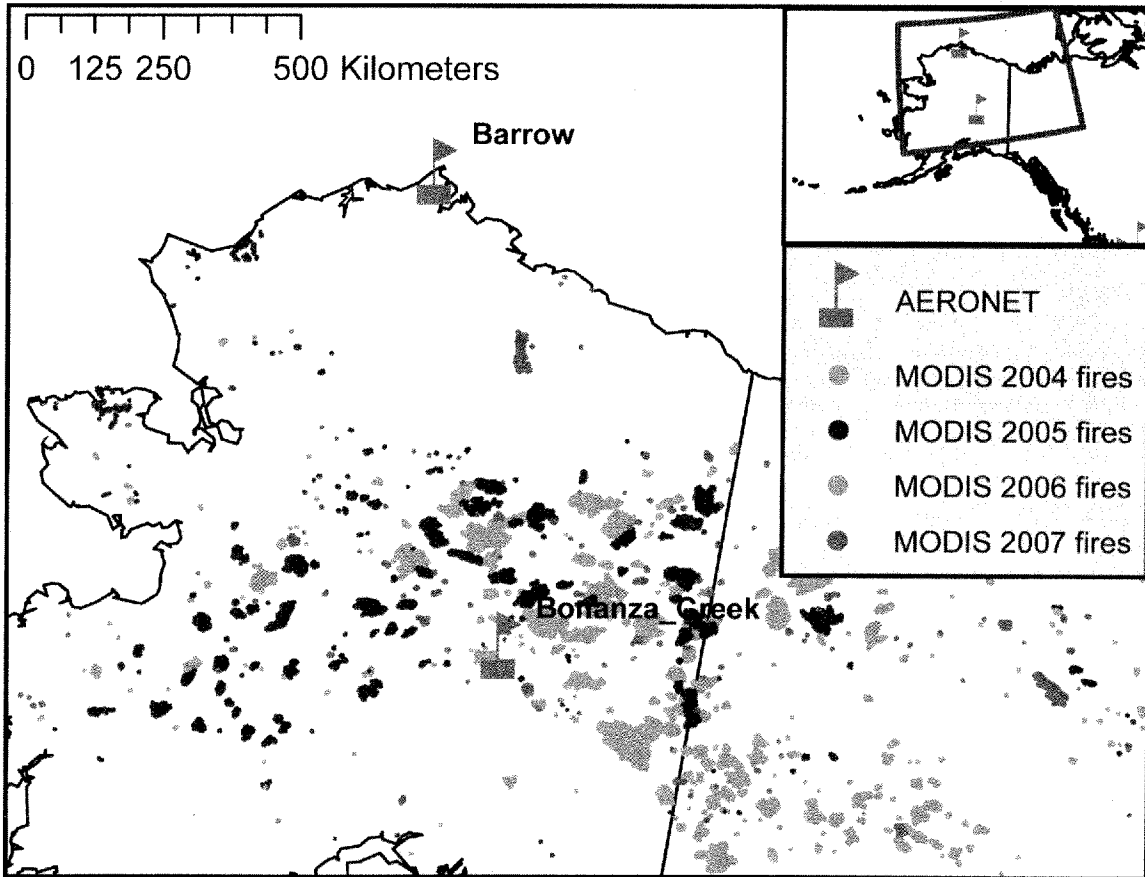 0 125 250 500 Kilometers
Barrow
AERONET
MODIS 2004 fires
MODIS 2005 fires
MODIS 2006 fires
MODIS 2007 fires
Bonanza_Creek